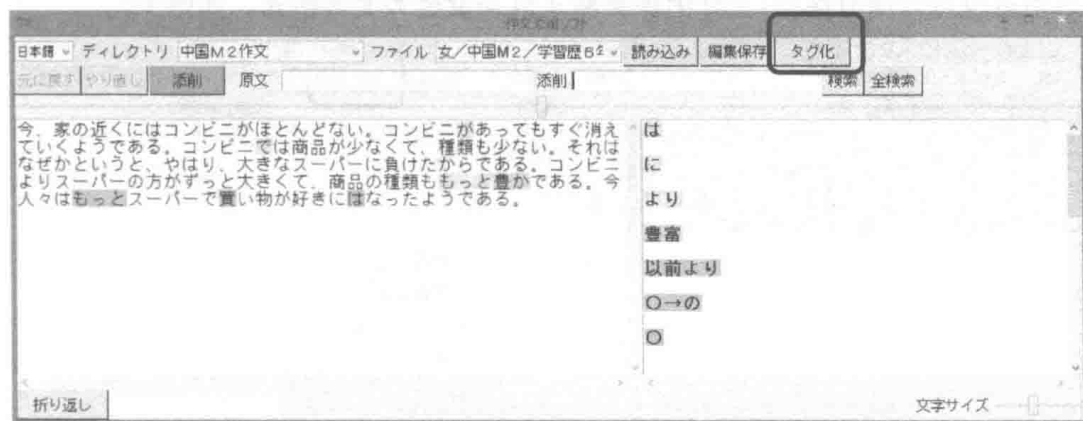 日本語 ディレクトリ 中国M2作文 ファイル 女/中国M2/学習歴6 読み込み 編集保存 タグ化
元に戻す やり直し 添削 原文 添削 検索 全検索
今、家の近くにはコンビニがほとんどない。コンビニがあってもすぐ消え
ていくようである。コンビニでは商品が少なくて、種類も少ない。それは
なぜかというと、やはり、大きなスーパーに負けたからである。コンビニ
よりスーパーの方がずっと大きくて、商品の種類ももっと豊かである。今
人々はもっとスーパーで買い物が好きにはなったようである。
は
に
より
豊富
以前より
○→の
○
折り返し 文字サイズ